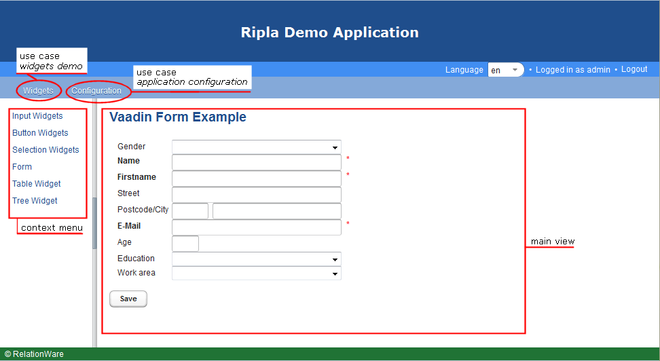 Ripla Demo Application
use case
widgets demo
use case
application configuration
Language en • Logged in as admin • Logout
Widgets Configuration
Input Widgets
Button Widgets
Selection Widgets
Form
Table Widget
Tree Widget
context menu
Vaadin Form Example
Gender
Name *
Firstname *
Street
Postcode/City
E-Mail *
Age
Education
Work area
Save
main view
© RelationWare